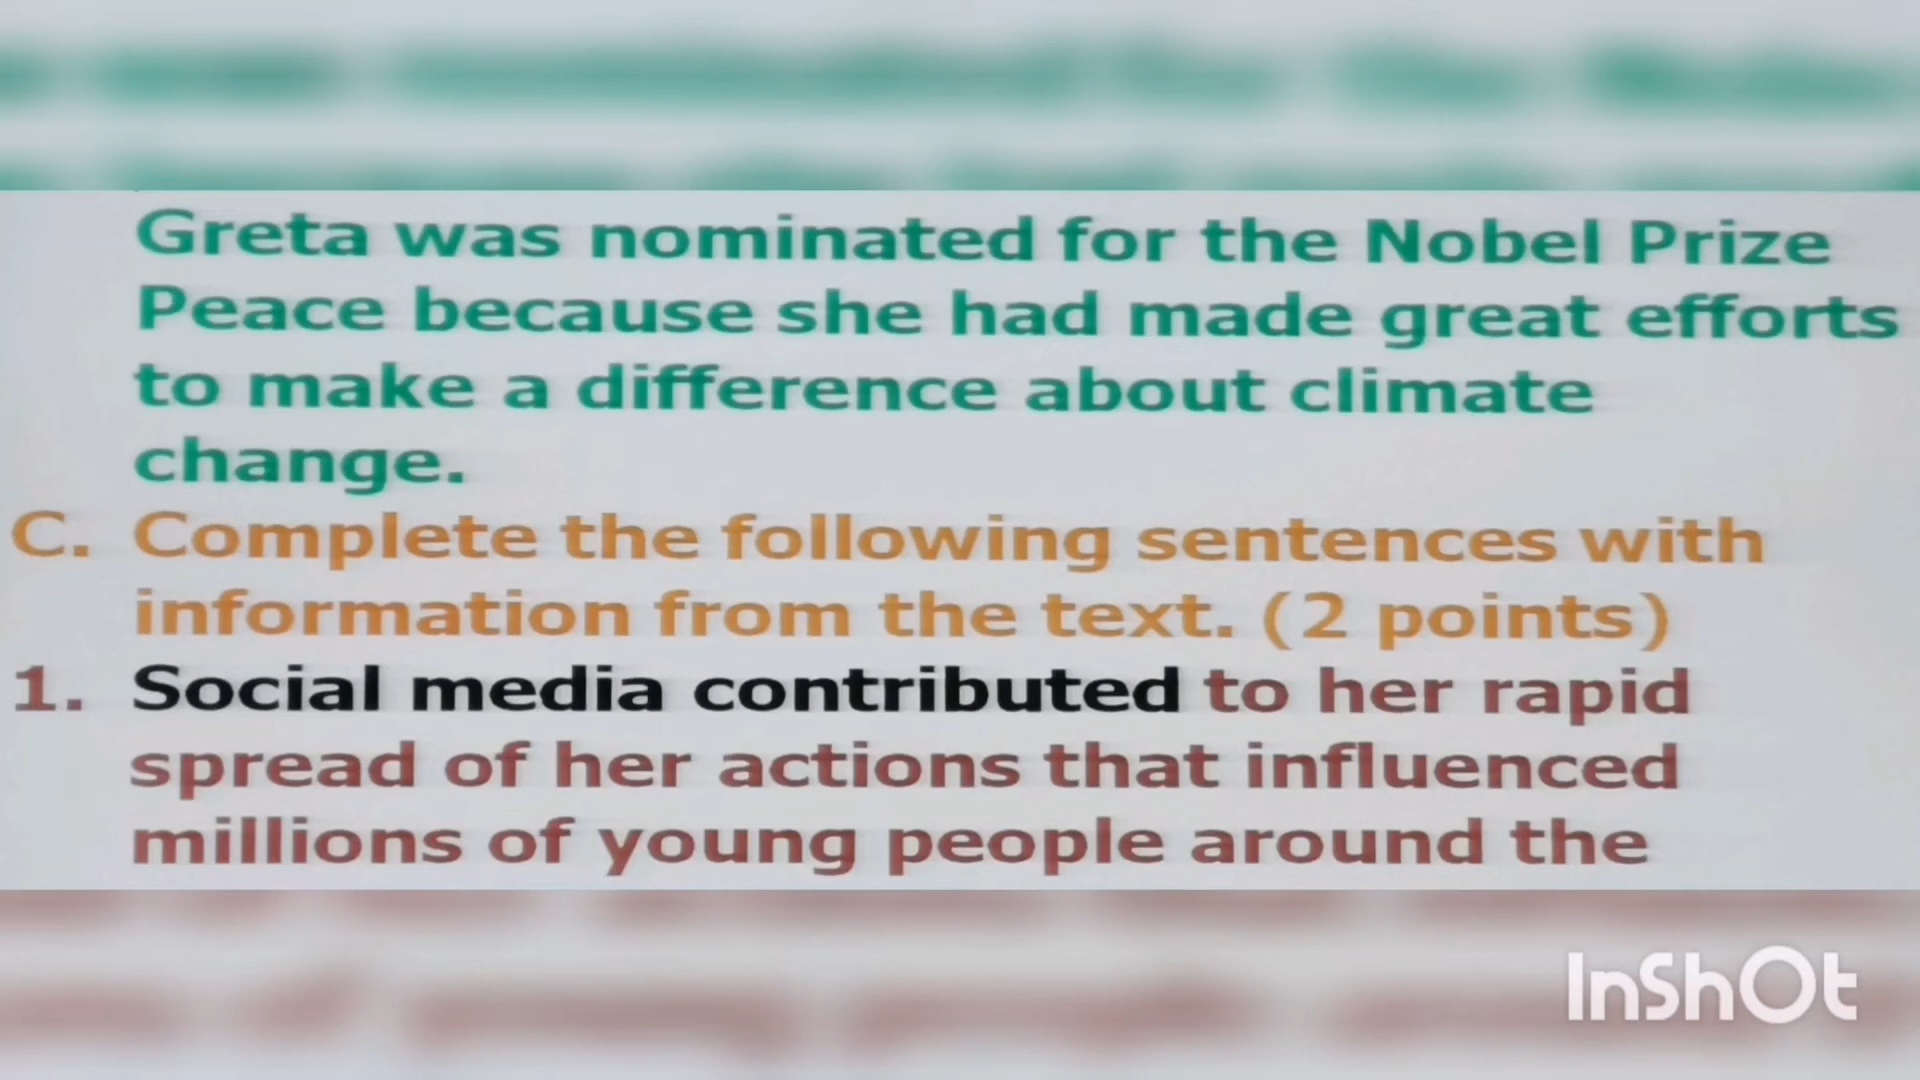 Greta was nominated for the Nobel Prize
Peace because she had made great efforts
to make a difference about climate
change.
C. Complete the following sentences with
information from the text. (2 points)
1. Social media contributed to her rapid
spread of her actions that influenced
millions of young people around the
InShOt